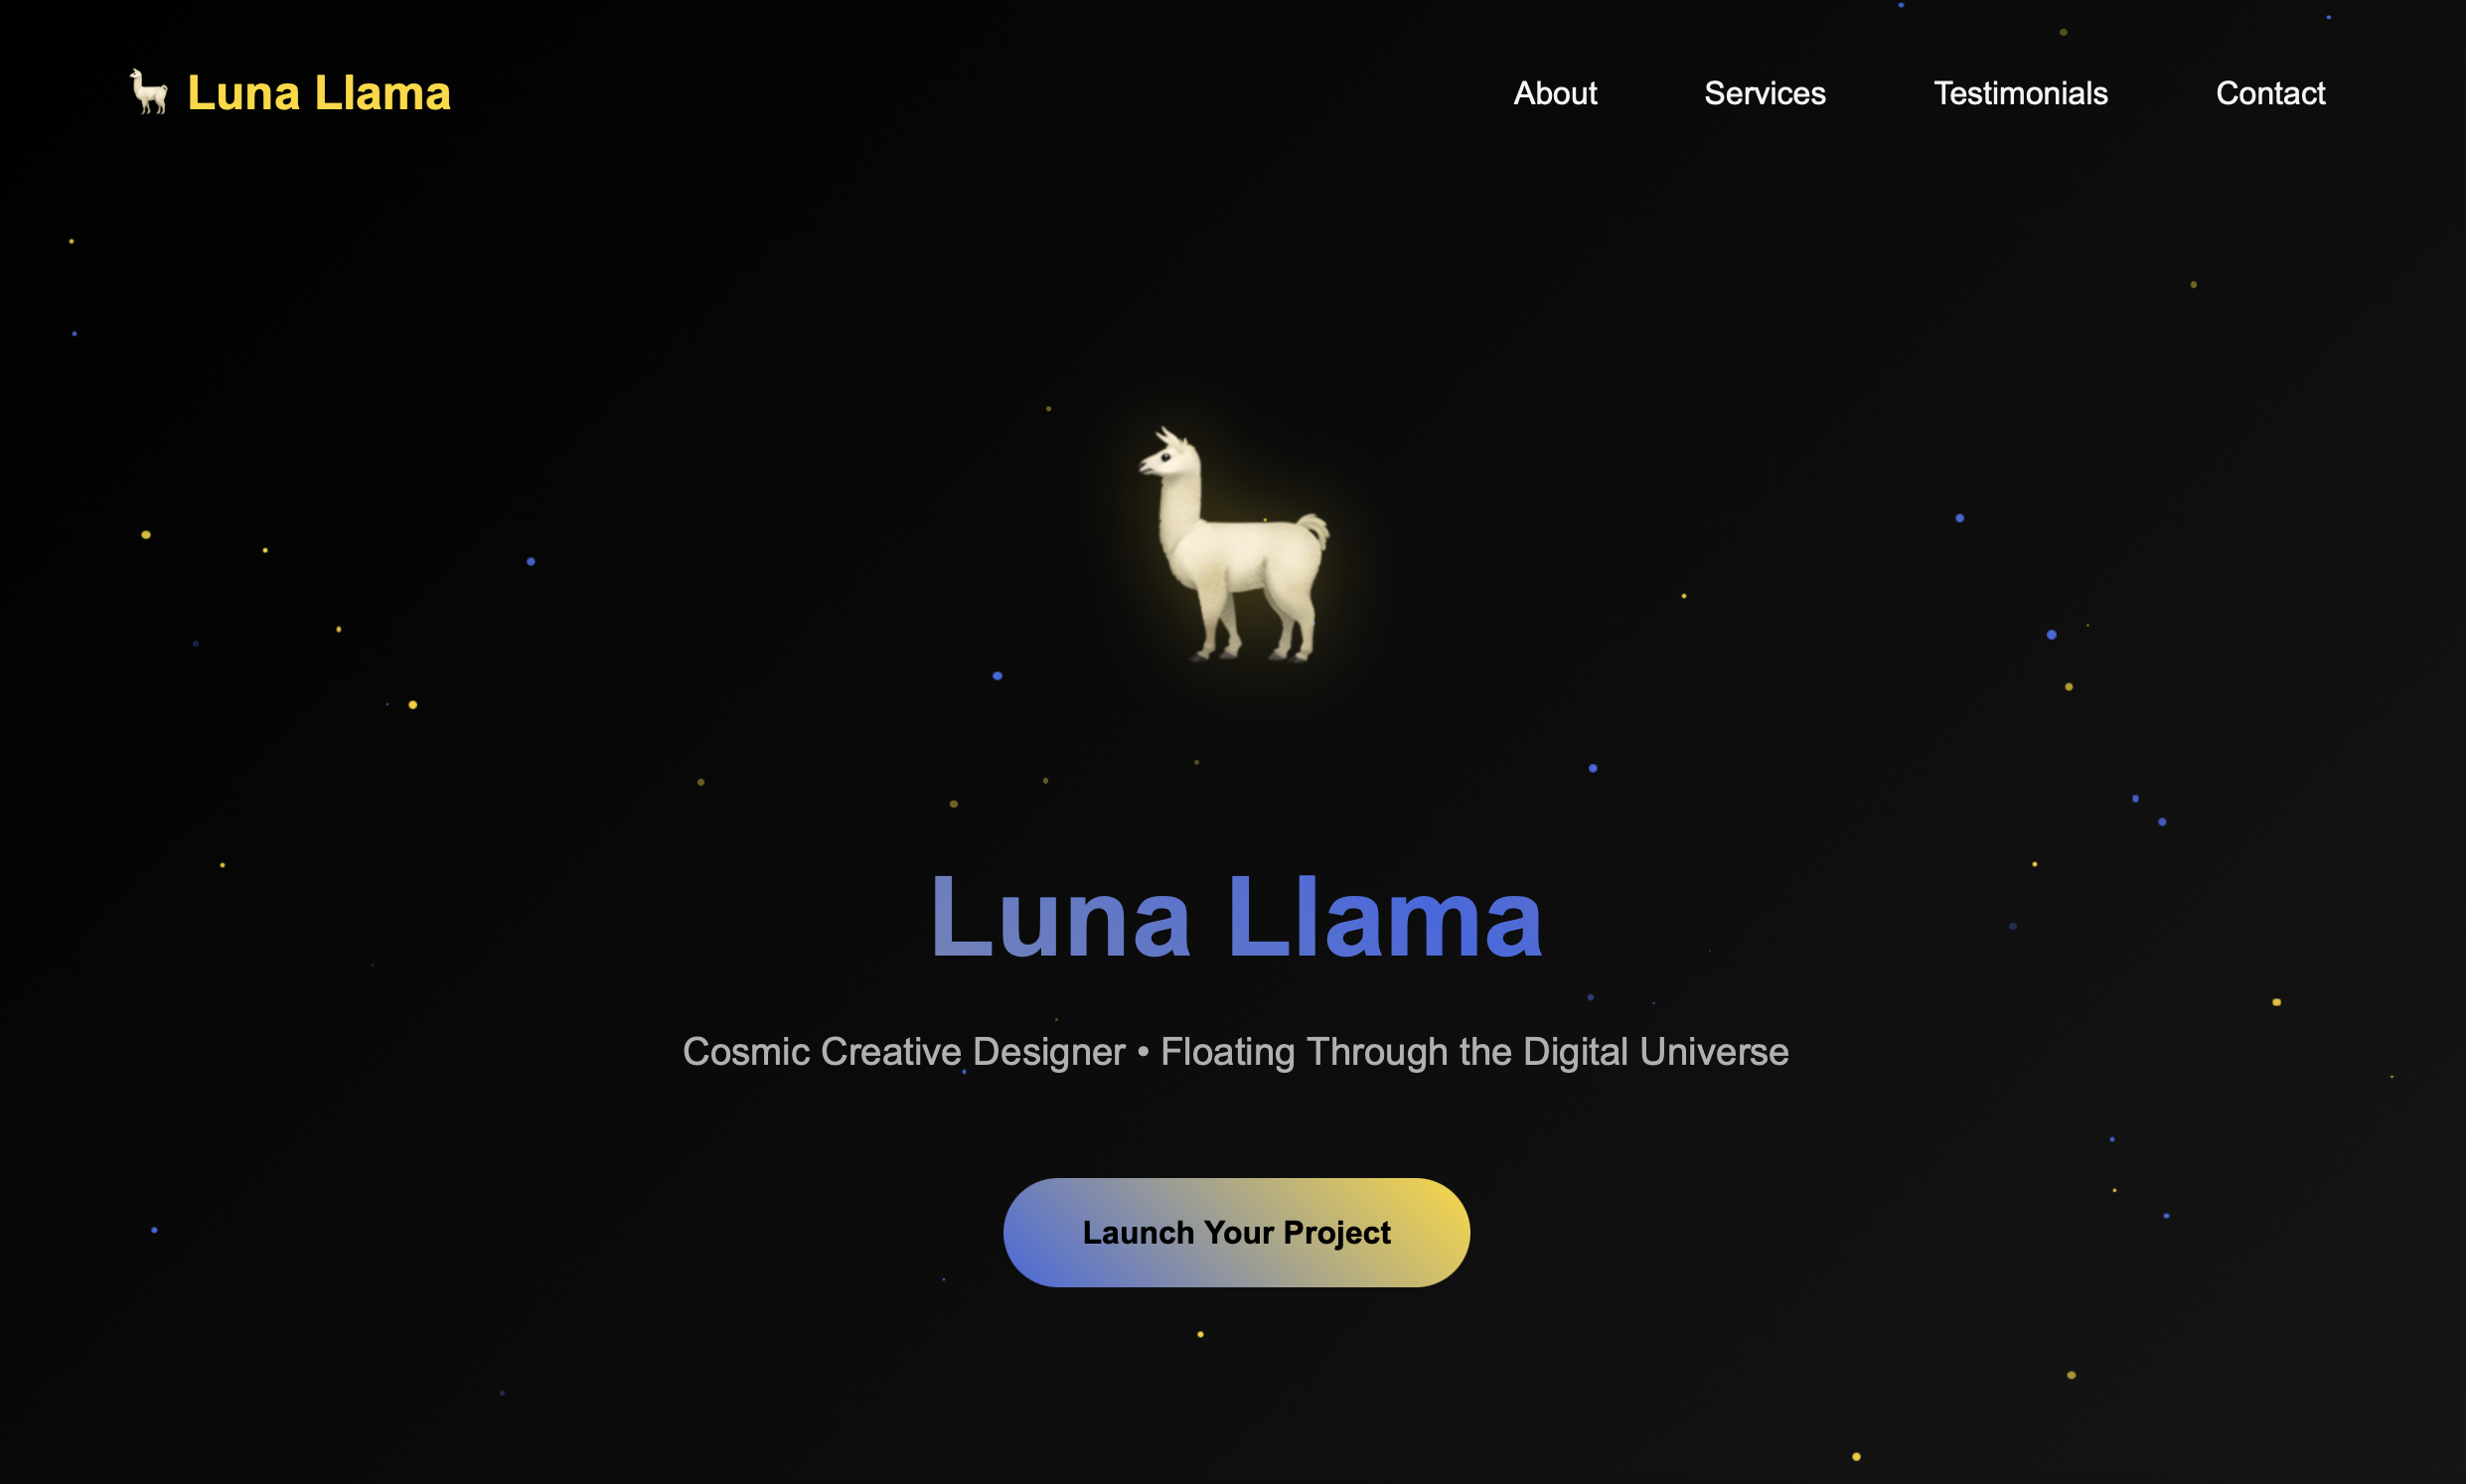 Luna Llama
About
Services
Testimonials
Contact
Luna Llama
Cosmic Creative Designer • Floating Through the Digital Universe
Launch Your Project